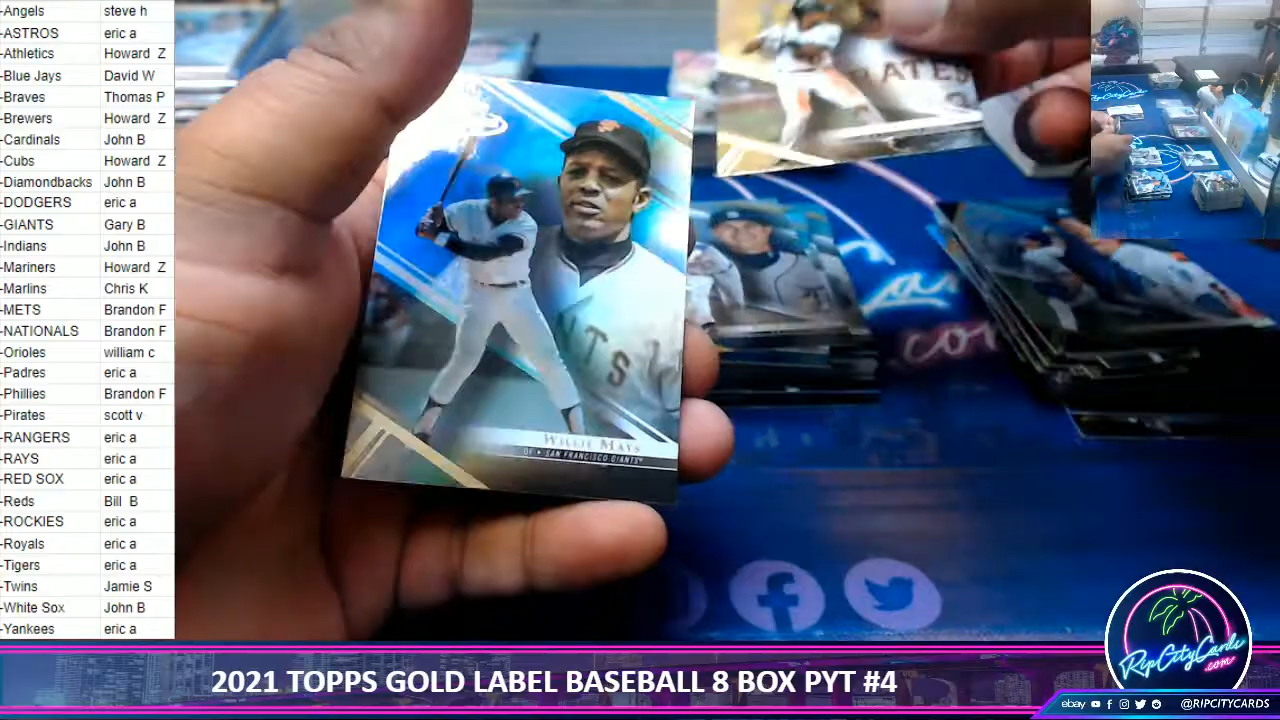 -Angels steve h
-ASTROS eric a
-Athletics Howard Z
-Blue Jays David W
-Braves Thomas P
-Brewers Howard Z
-Cardinals John B
-Cubs Howard Z
-Diamondbacks John B
-DODGERS eric a
-GIANTS Gary B
-Indians John B
-Mariners Howard Z
-Marlins Chris K
-METS Brandon F
-NATIONALS Brandon F
-Orioles william c
-Padres eric a
-Phillies Brandon F
-Pirates scott v
-RANGERS eric a
-RAYS eric a
-RED SOX eric a
-Reds Bill B
-ROCKIES eric a
-Royals eric a
-Tigers eric a
-Twins Jamie S
-White Sox John B
-Yankees eric a
WILLIE MAYS
OF • SAN FRANCISCO GIANTS
RipCityCards
.com
2021 TOPPS GOLD LABEL BASEBALL 8 BOX PYT #4
ebay @RIPCITYCARDS